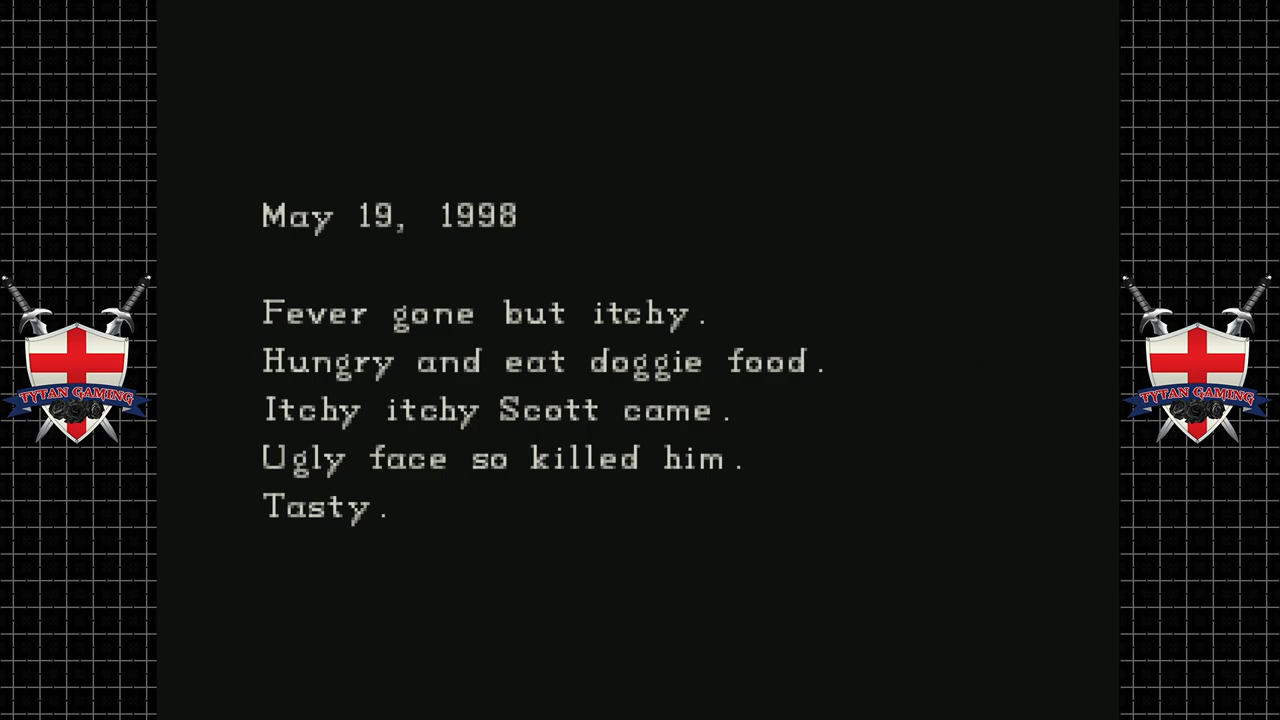 May 19, 1998
Fever gone but itchy.
Hungry and eat doggie food.
Itchy itchy Scott came.
Ugly face so killed him.
Tasty.
TYTAN GAMING
TYTAN GAMING